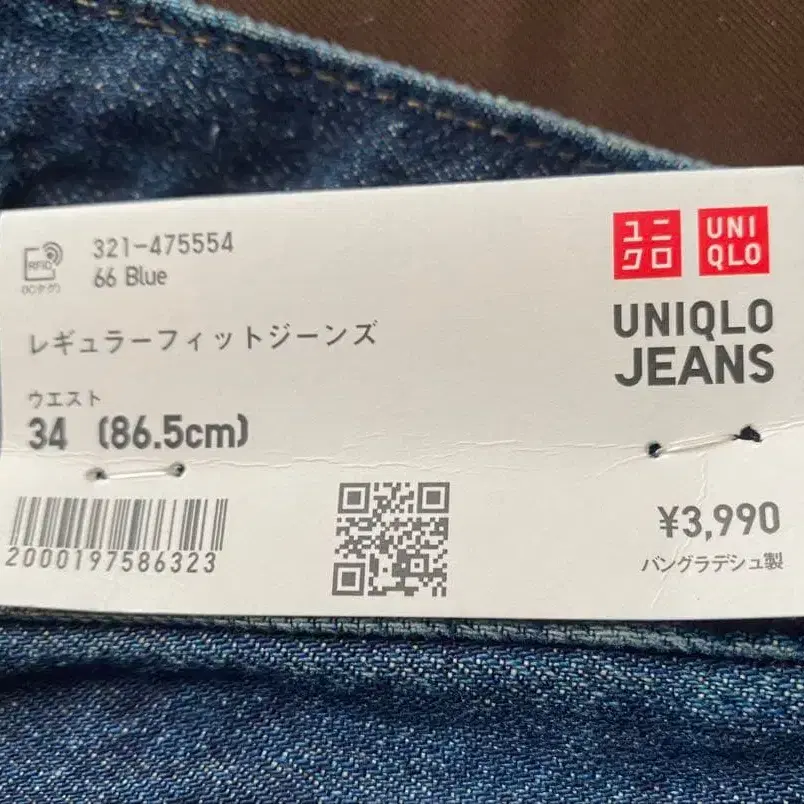 321-475554
66 Blue
RFID
レギュラーフィットジーンズ
ウエスト
34 (86.5cm)
2000197586323
ユニ
クロ
UNI
QLO
UNIQLO
JEANS
¥3,990
バングラデシュ製